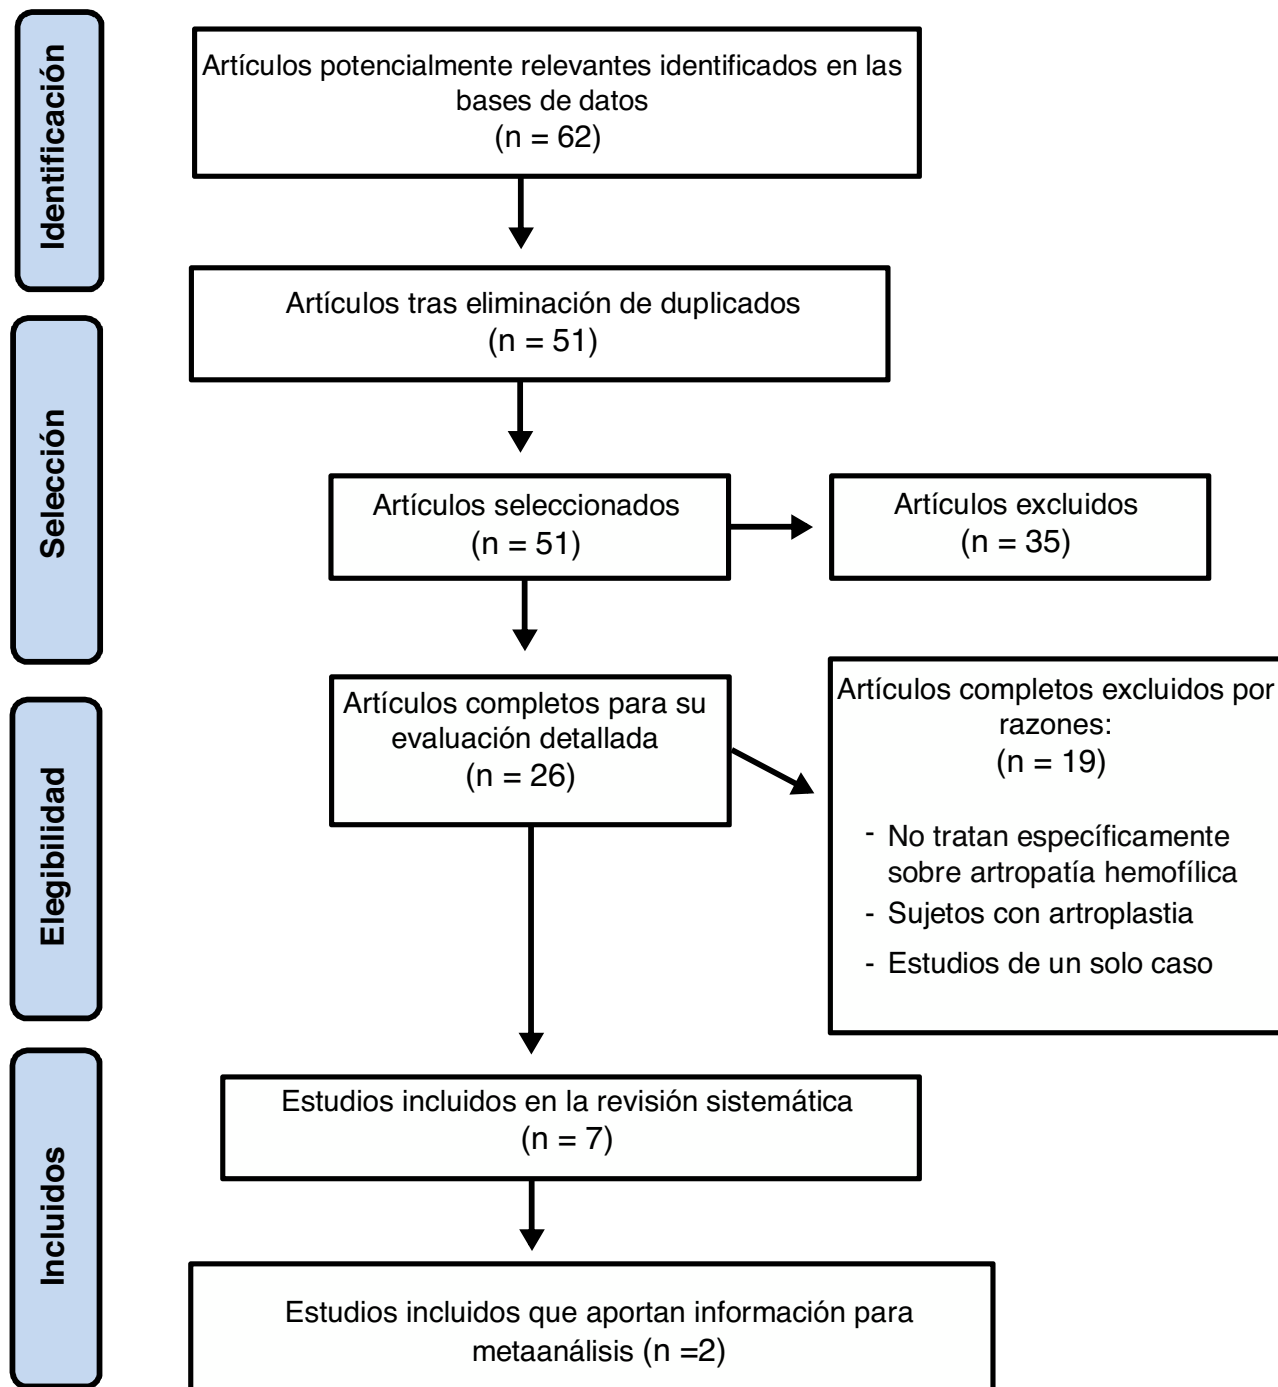 Identificación
Artículos potencialmente relevantes identificados en las
bases de datos
(n = 62)
Selección
Artículos tras eliminación de duplicados
(n = 51)
Artículos seleccionados
(n = 51)
Artículos excluidos
(n = 35)
Elegibilidad
Artículos completos para su
evaluación detallada
(n = 26)
Artículos completos excluidos por
razones:
(n = 19)
- No tratan específicamente
sobre artropatía hemofílica
- Sujetos con artroplastia
- Estudios de un solo caso
Incluidos
Estudios incluidos en la revisión sistemática
(n = 7)
Estudios incluidos que aportan información para
metaanálisis (n =2)